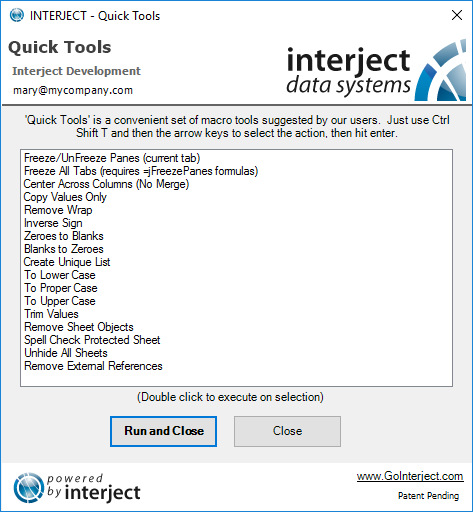 INTERJECT - Quick Tools
Quick Tools
Interject Development
mary@mycompany.com
interject
data systems
'Quick Tools' is a convenient set of macro tools suggested by our users.  Just use Ctrl
Shift T and then the arrow keys to select the action, then hit enter.
Freeze/UnFreeze Panes (current tab)
Freeze All Tabs (requires =jFreezePanes formulas)
Center Across Columns (No Merge)
Copy Values Only
Remove Wrap
Inverse Sign
Zeroes to Blanks
Blanks to Zeroes
Create Unique List
To Lower Case
To Proper Case
To Upper Case
Trim Values
Remove Sheet Objects
Spell Check Protected Sheet
Unhide All Sheets
Remove External References
(Double click to execute on selection)
Run and Close
Close
powered
by interject
www.GoInterject.com
Patent Pending